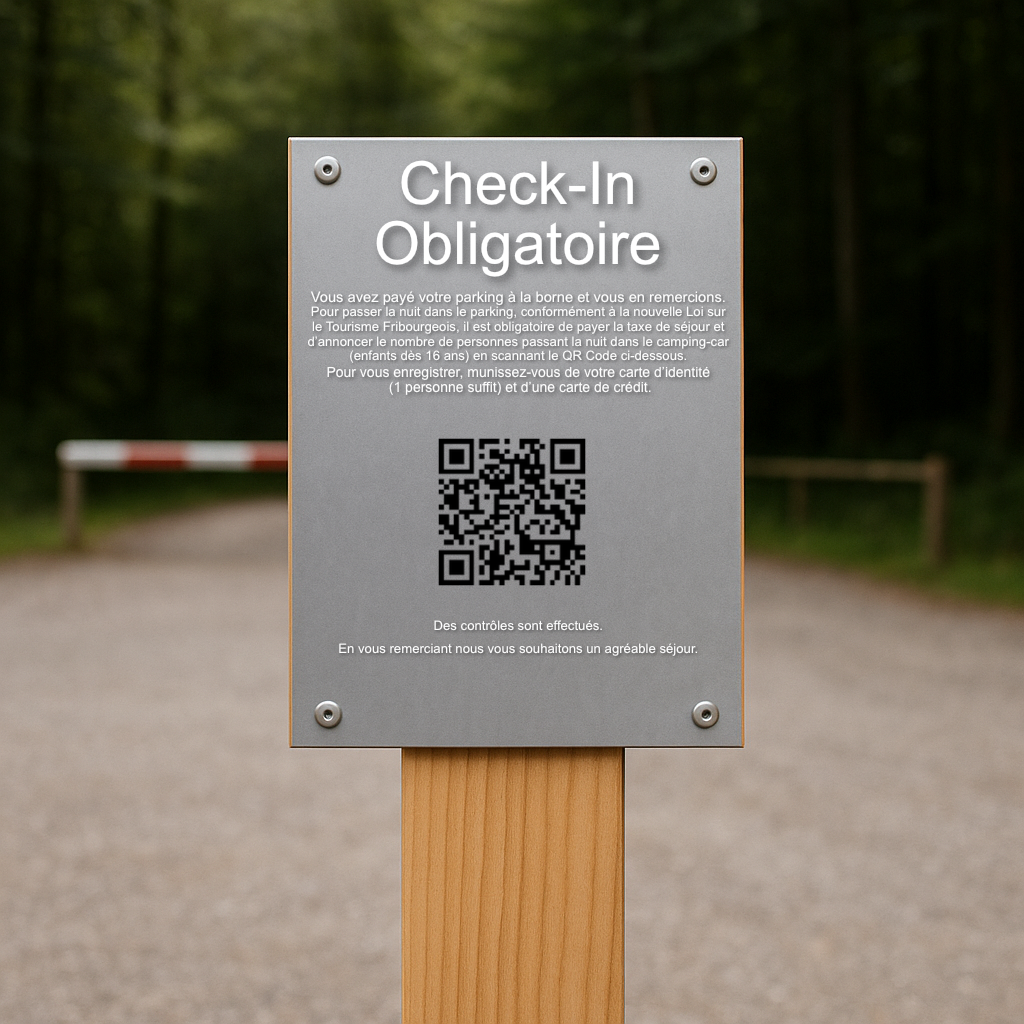 Check-In
Obligatoire
Vous avez payé votre parking à la borne et vous en remercions.
Pour passer la nuit dans le parking, conformément à la nouvelle Loi sur
le Tourisme Fribourgeois, il est obligatoire de payer la taxe de séjour et
d'annoncer le nombre de personnes passant la nuit dans le camping-car
(enfants dès 16 ans) en scannant le QR Code ci-dessous.
Pour vous enregistrer, munissez-vous de votre carte d'identité
(1 personne suffit) et d'une carte de crédit.
Des contrôles sont effectués.
En vous remerciant nous vous souhaitons un agréable séjour.